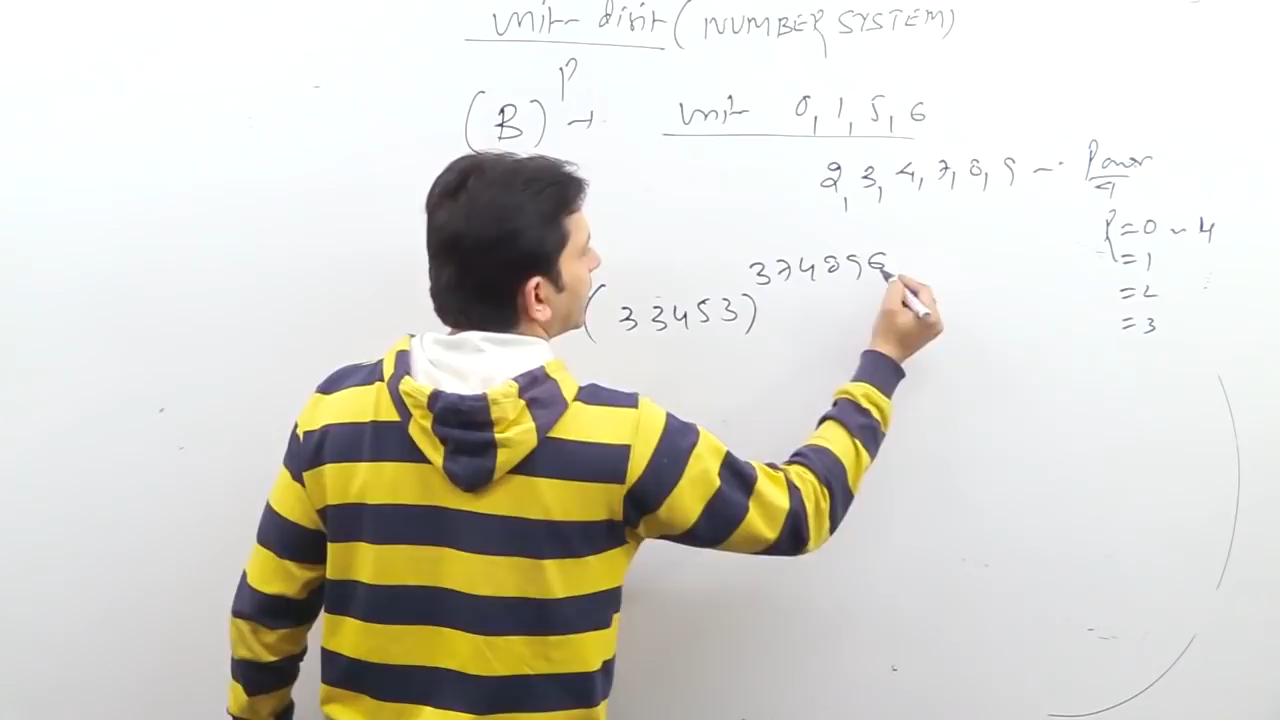 Unit digit (NUMBER SYSTEM)
(B)^P → Unit 0, 1, 5, 6
2, 3, 4, 7, 8, 9 — Power/4
R = 0 ~ 4
= 1
= 2
= 3
(33453)^374896